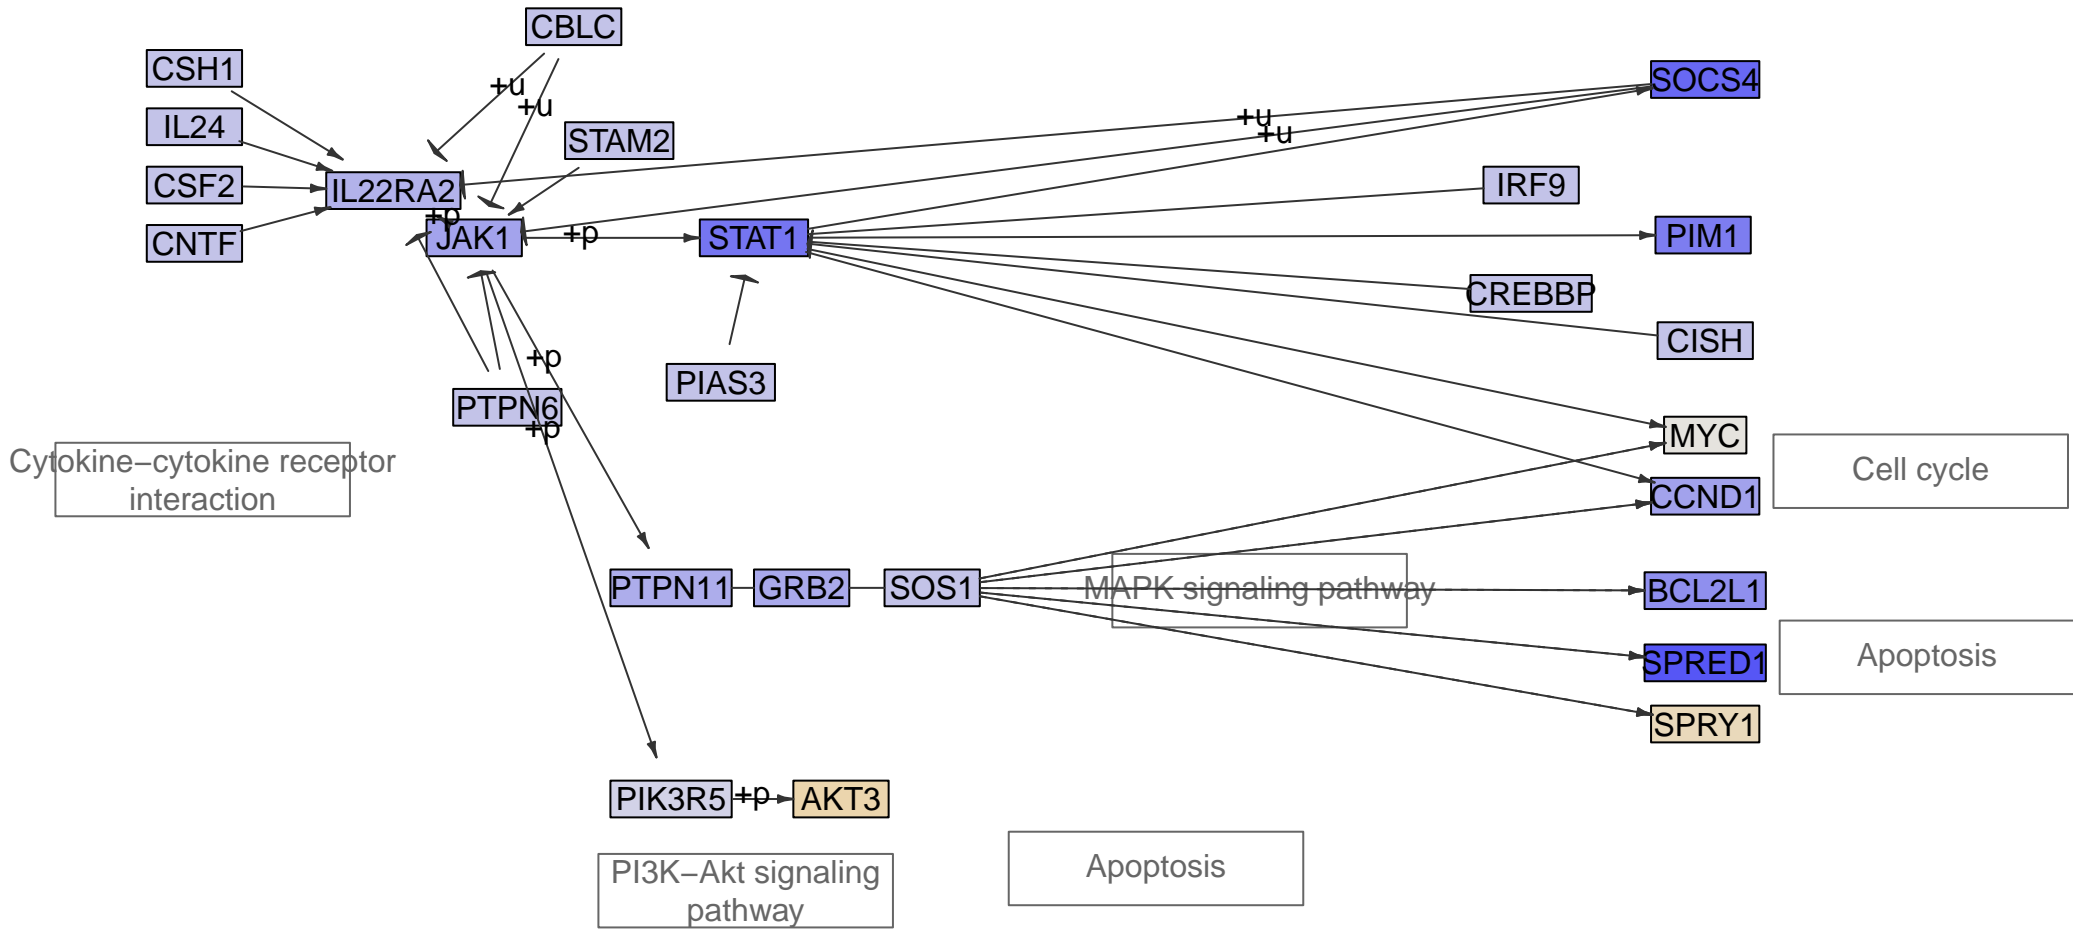 CBLC
CSH1
SOCS4
+u
+u
+u
IL24
+u
STAM2
CSF2
IL22RA2
IRF9
+p
CNTF
JAK1
+p
STAT1
PIM1
CREBBP
CISH
+p
PIAS3
PTPN6
+p
MYC
Cytokine–cytokine receptor
interaction
Cell cycle
CCND1
PTPN11
GRB2
SOS1
MAPK signaling pathway
BCL2L1
SPRED1
Apoptosis
SPRY1
PIK3R5
+p
AKT3
PI3K–Akt signaling
pathway
Apoptosis